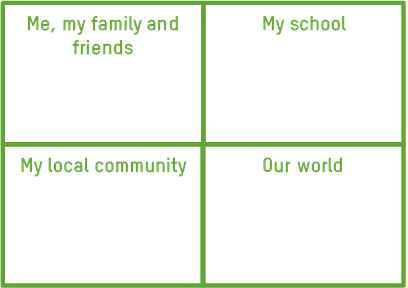 Me, my family and
friends
My school
My local community
Our world